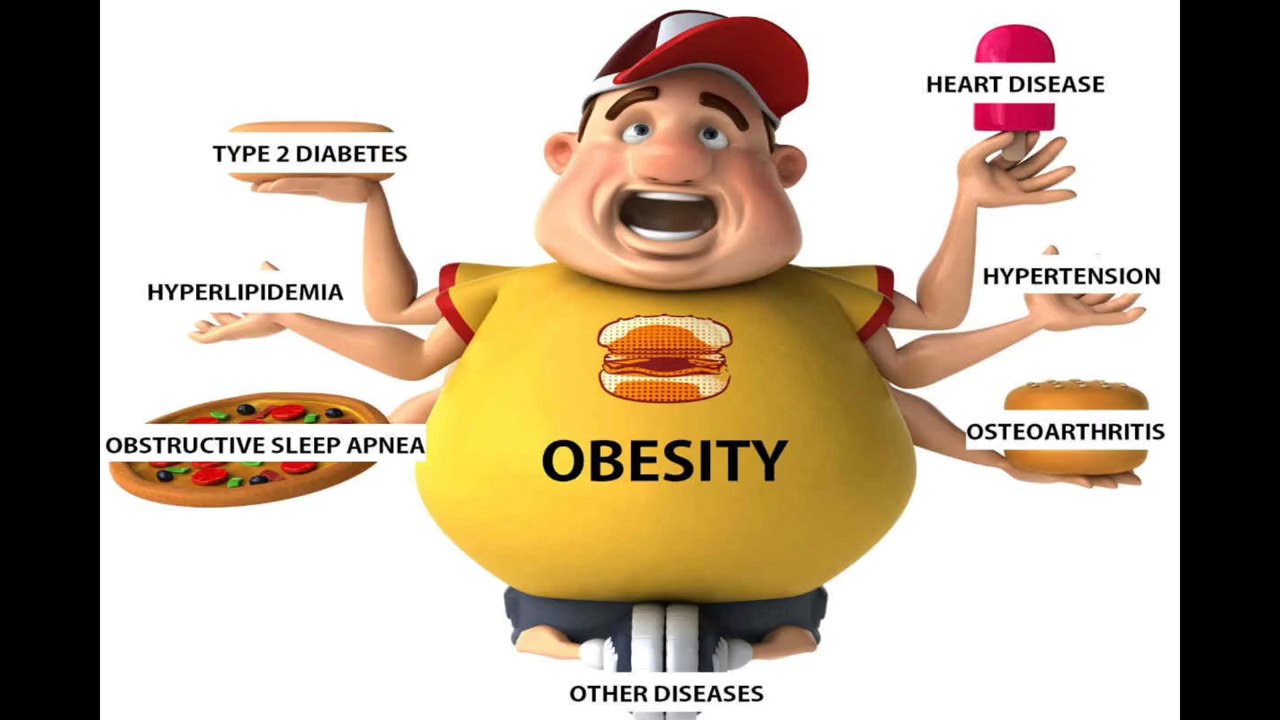 HEART DISEASE
TYPE 2 DIABETES
HYPERTENSION
HYPERLIPIDEMIA
OSTEOARTHRITIS
OBSTRUCTIVE SLEEP APNEA
OBESITY
OTHER DISEASES